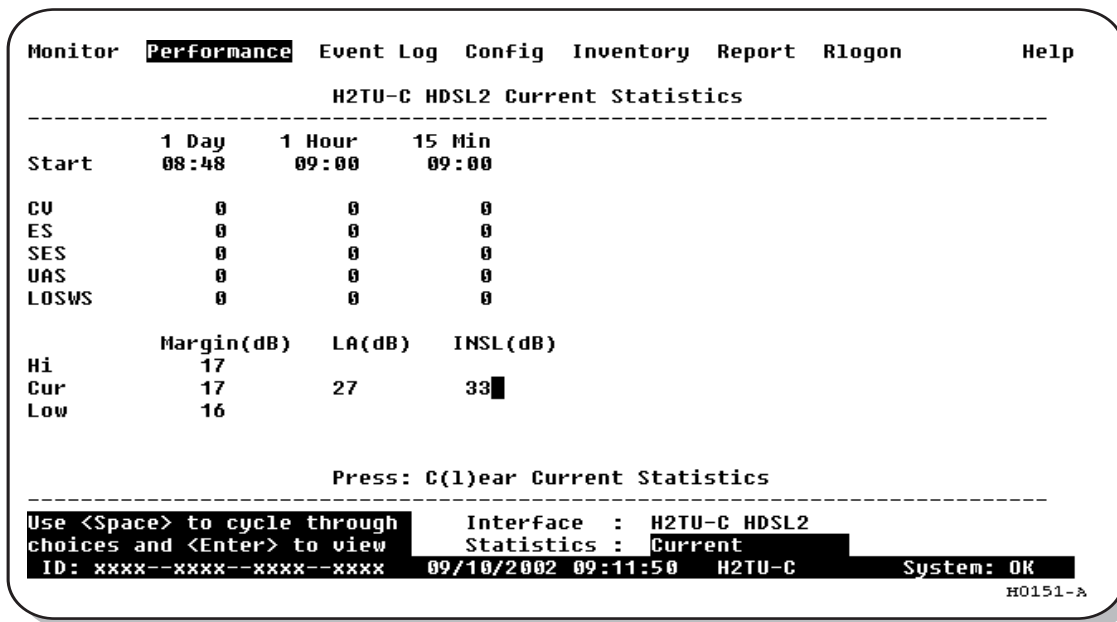 Monitor Performance Event Log Config Inventory Report Rlogon Help
H2TU-C HDSL2 Current Statistics
1 Day 1 Hour 15 Min
Start 08:48 09:00 09:00
CV 0 0 0
ES 0 0 0
SES 0 0 0
UAS 0 0 0
LOSWS 0 0 0
Margin(dB) LA(dB) INSL(dB)
Hi 17
Cur 17 27 33
Low 16
Press: C(l)ear Current Statistics
Use <Space> to cycle through Interface : H2TU-C HDSL2
choices and <Enter> to view Statistics : Current
ID: xxxx--xxxx--xxxx--xxxx 09/10/2002 09:11:50 H2TU-C System: OK
H0151-A